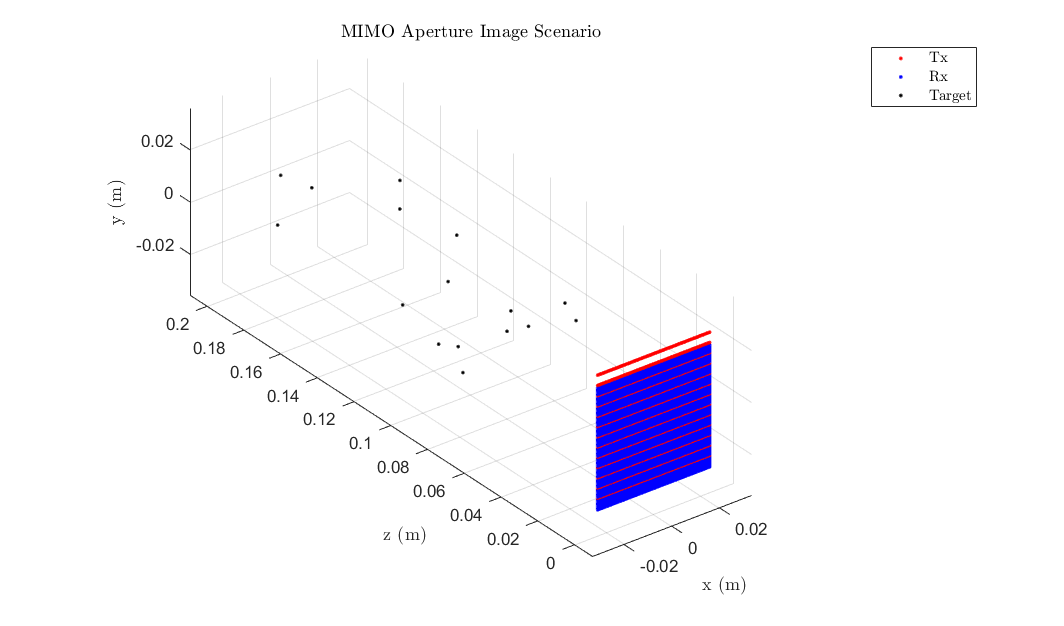 MIMO Aperture Image Scenario
Tx
Rx
Target
0.02
0
-0.02
y (m)
0.2
0.18
0.16
0.14
0.12
0.1
0.08
0.06
0.04
0.02
0
z (m)
-0.02
0
0.02
x (m)